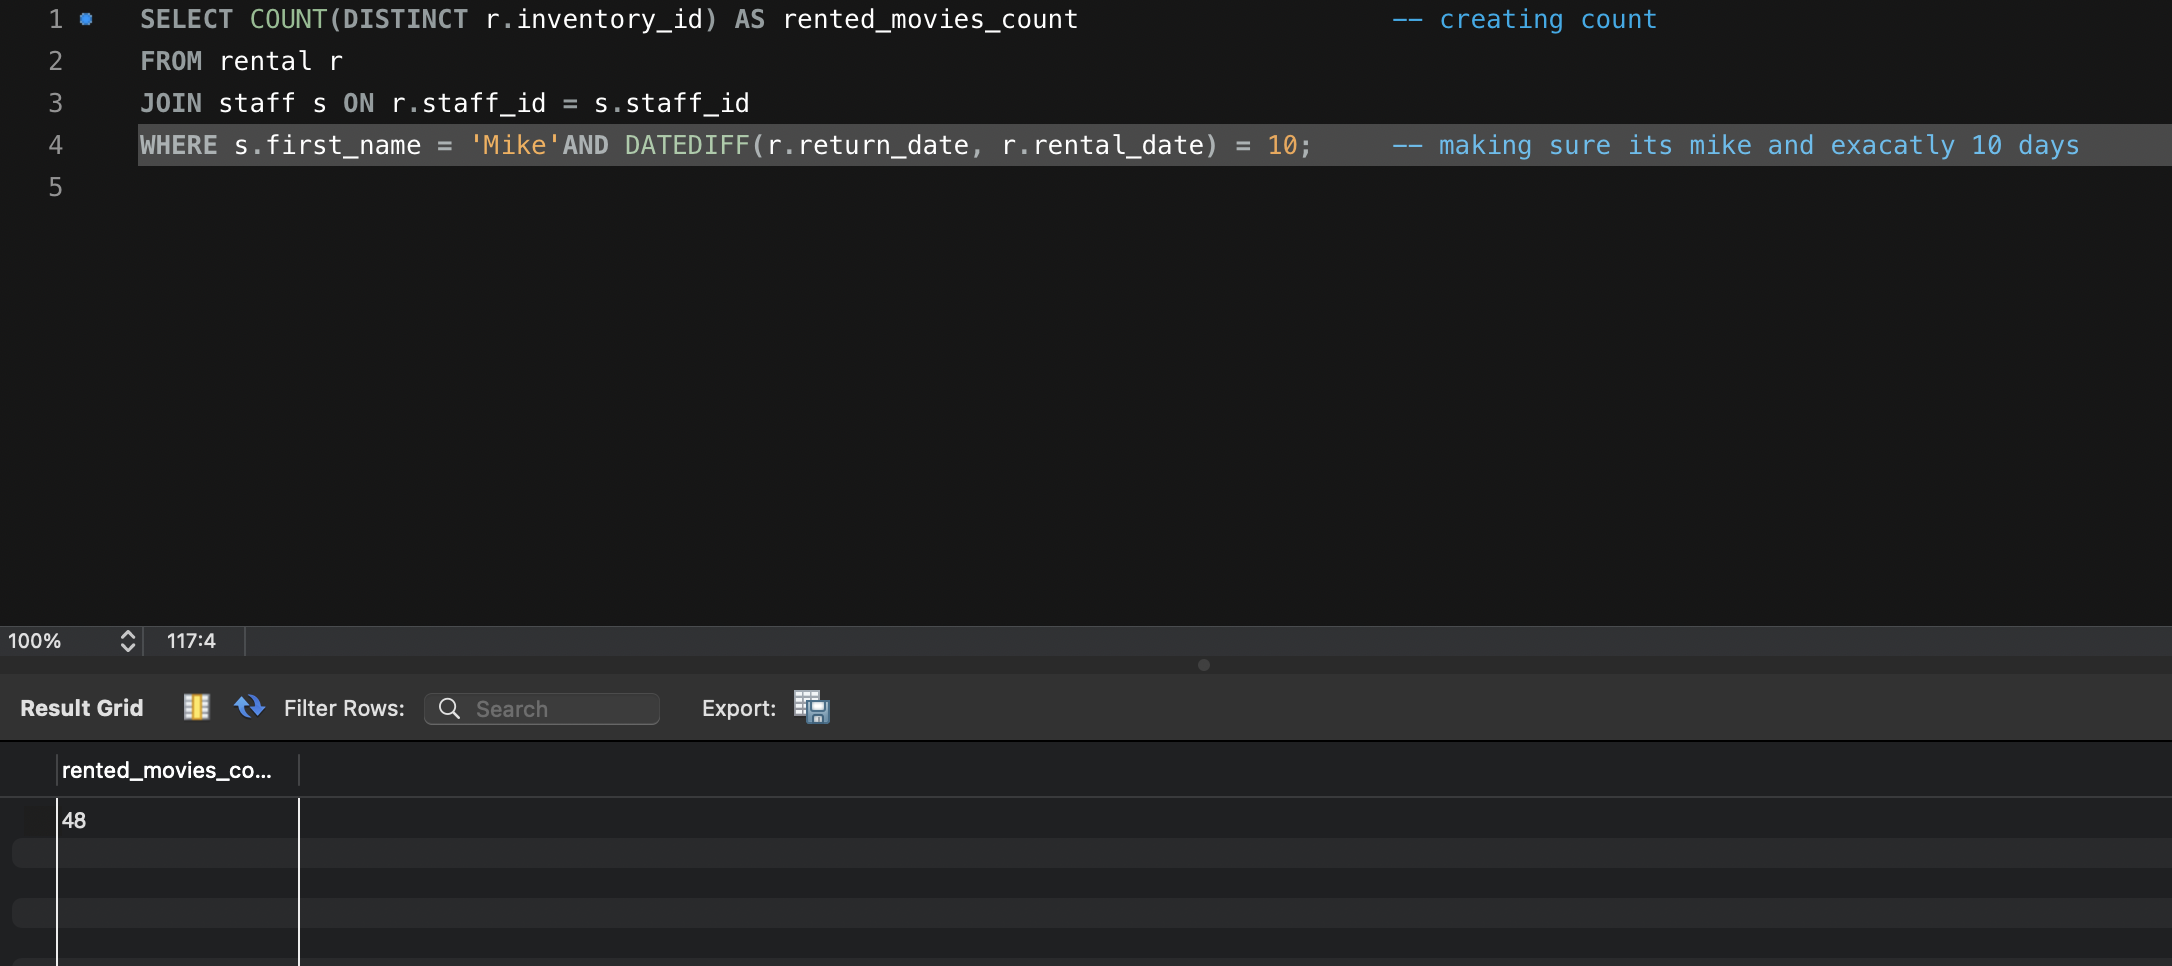 1 SELECT COUNT(DISTINCT r.inventory_id) AS rented_movies_count -- creating count
2 FROM rental r
3 JOIN staff s ON r.staff_id = s.staff_id
4 WHERE s.first_name = 'Mike'AND DATEDIFF(r.return_date, r.rental_date) = 10; -- making sure its mike and exacatly 10 days
5
100% 117:4
Result Grid Filter Rows: Search Export:
rented_movies_co...
48